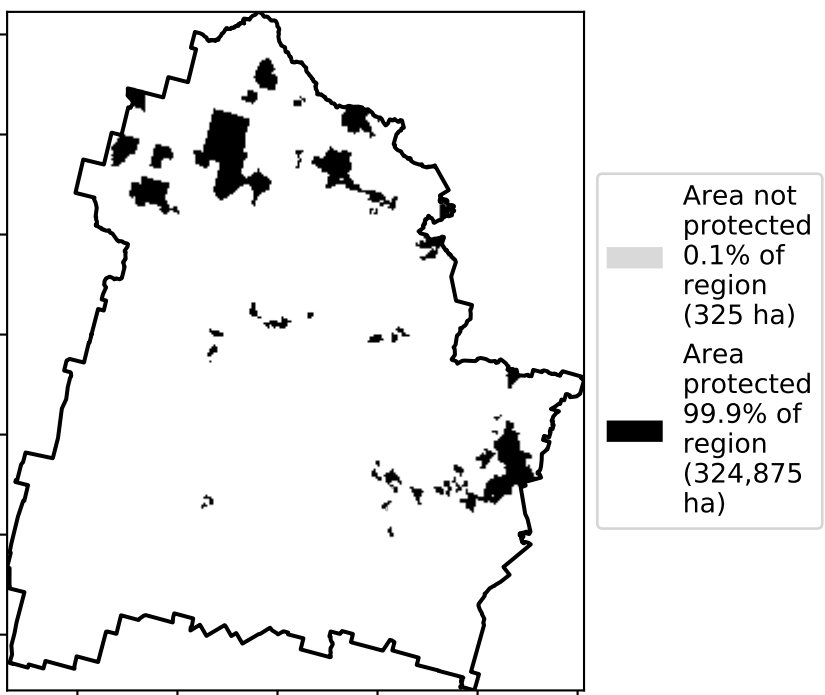 Area not
protected
0.1% of
region
(325 ha)
Area
protected
99.9% of
region
(324,875
ha)